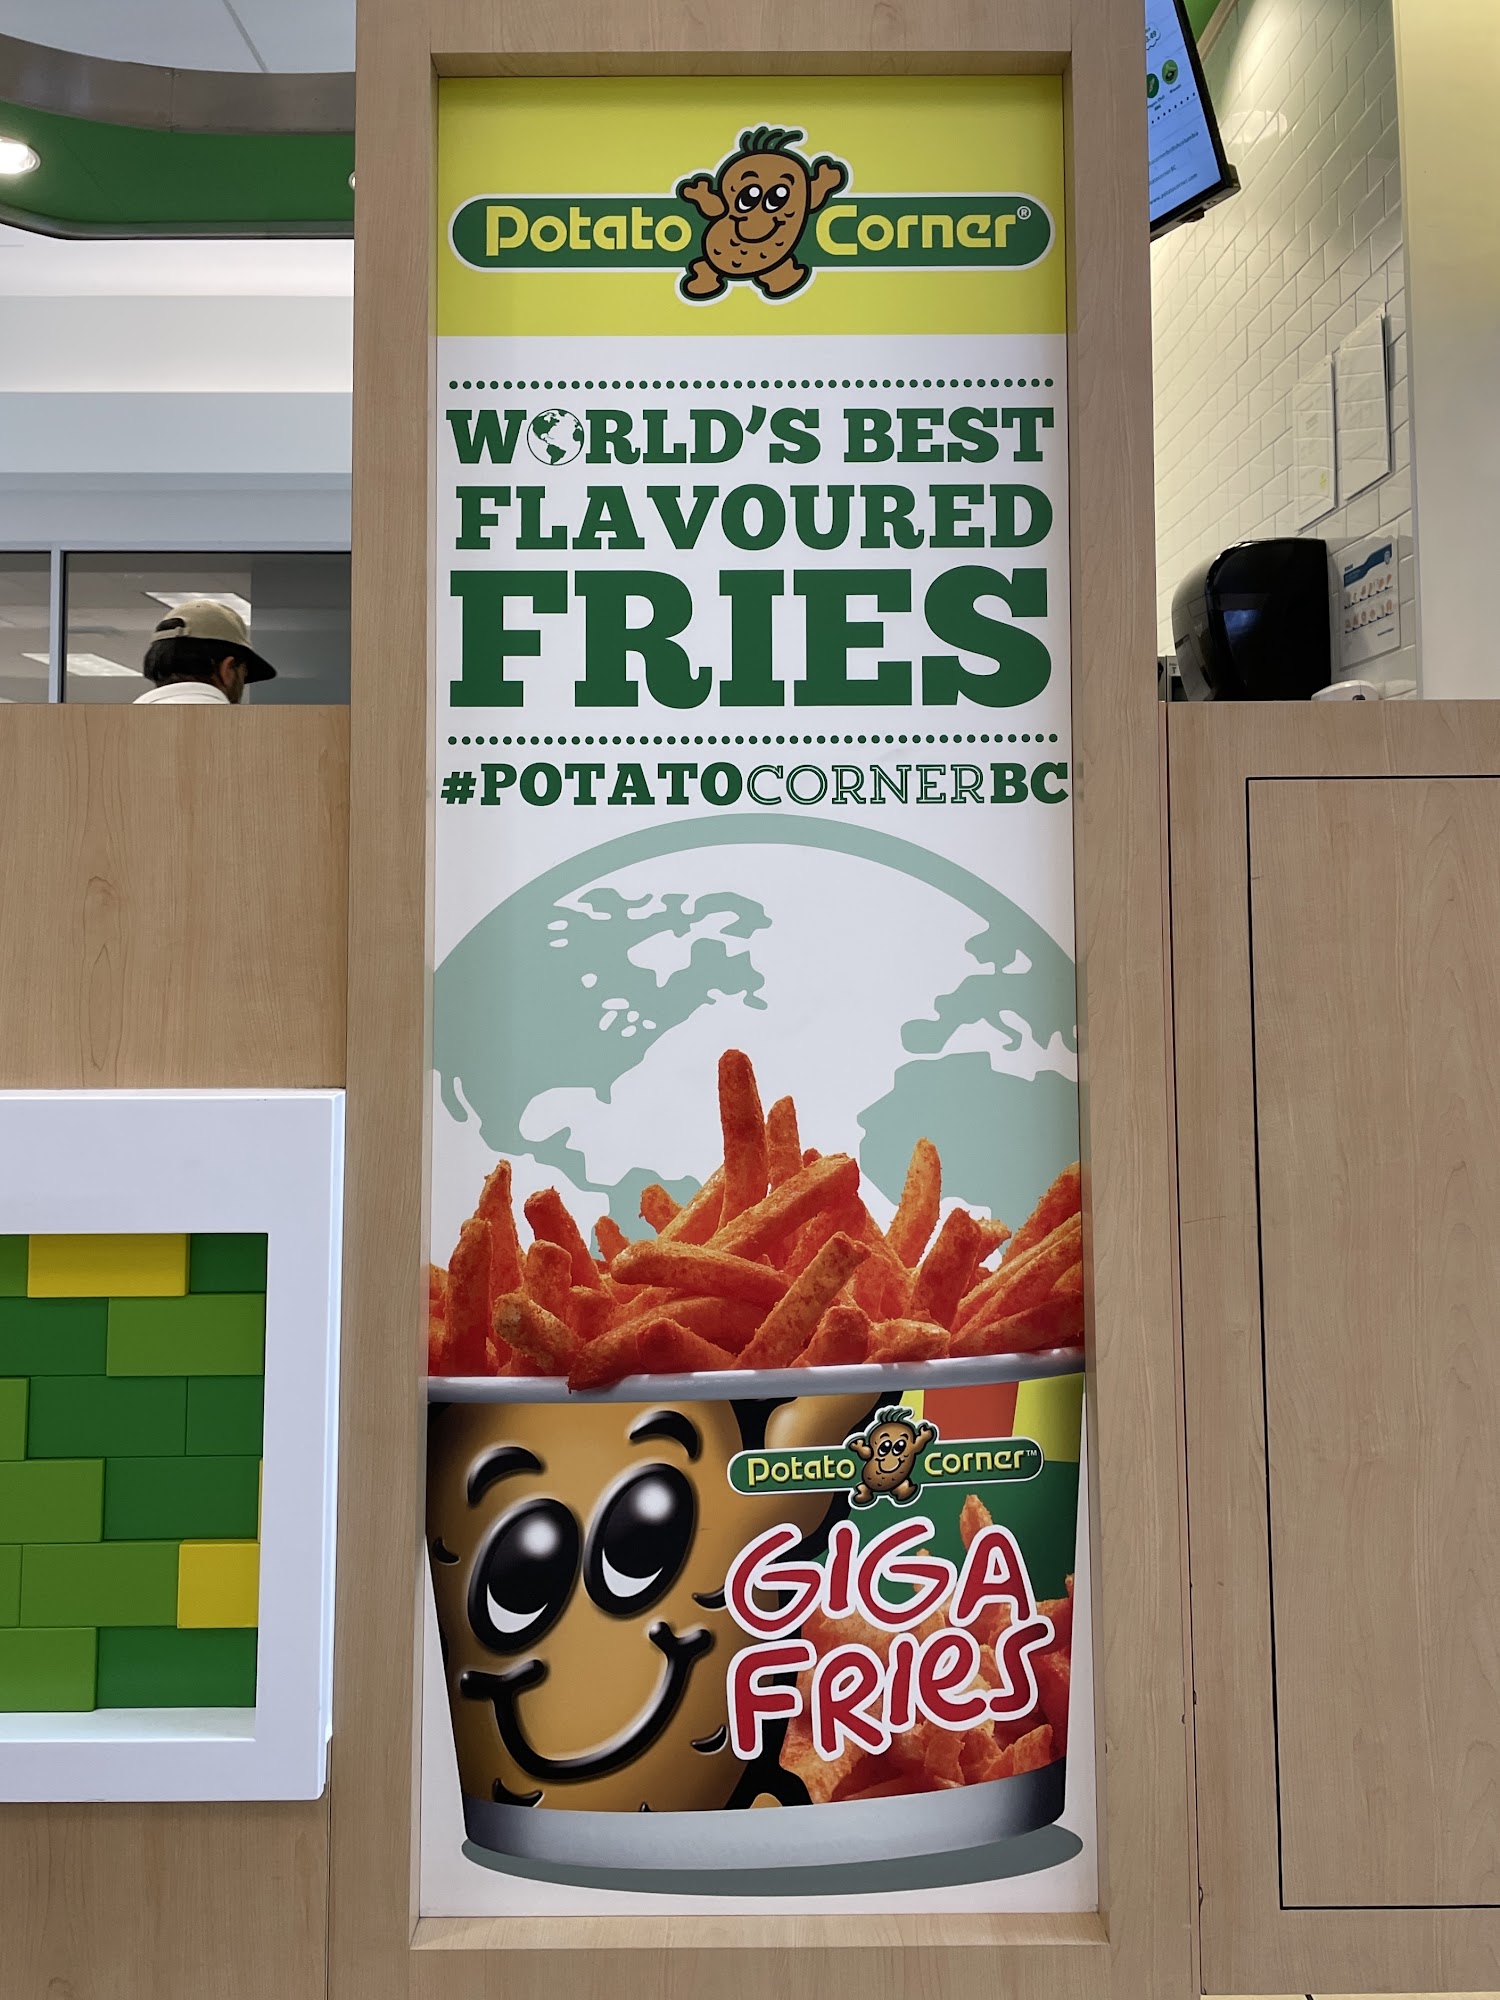 Potato Corner®
WORLD'S BEST
FLAVOURED
FRIES
#POTATOCORNERBC
Potato Corner™
GIGA
FRIES